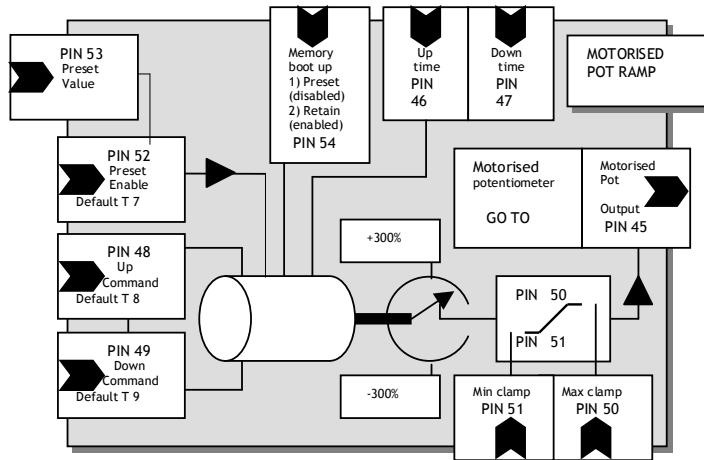 PIN 53
Preset
Value
Memory
boot up
1) Preset
(disabled)
2) Retain
(enabled)
PIN 54
Up
time
PIN
46
Down
time
PIN
47
MOTORISED
POT RAMP
PIN 52
Preset
Enable
Default T 7
Motorised
potentiometer
GO TO
Motorised
Pot
Output
PIN 45
PIN 48
Up
Command
Default T 8
+300%
PIN 50
PIN 51
PIN 49
Down
Command
Default T 9
-300%
Min clamp
PIN 51
Max clamp
PIN 50